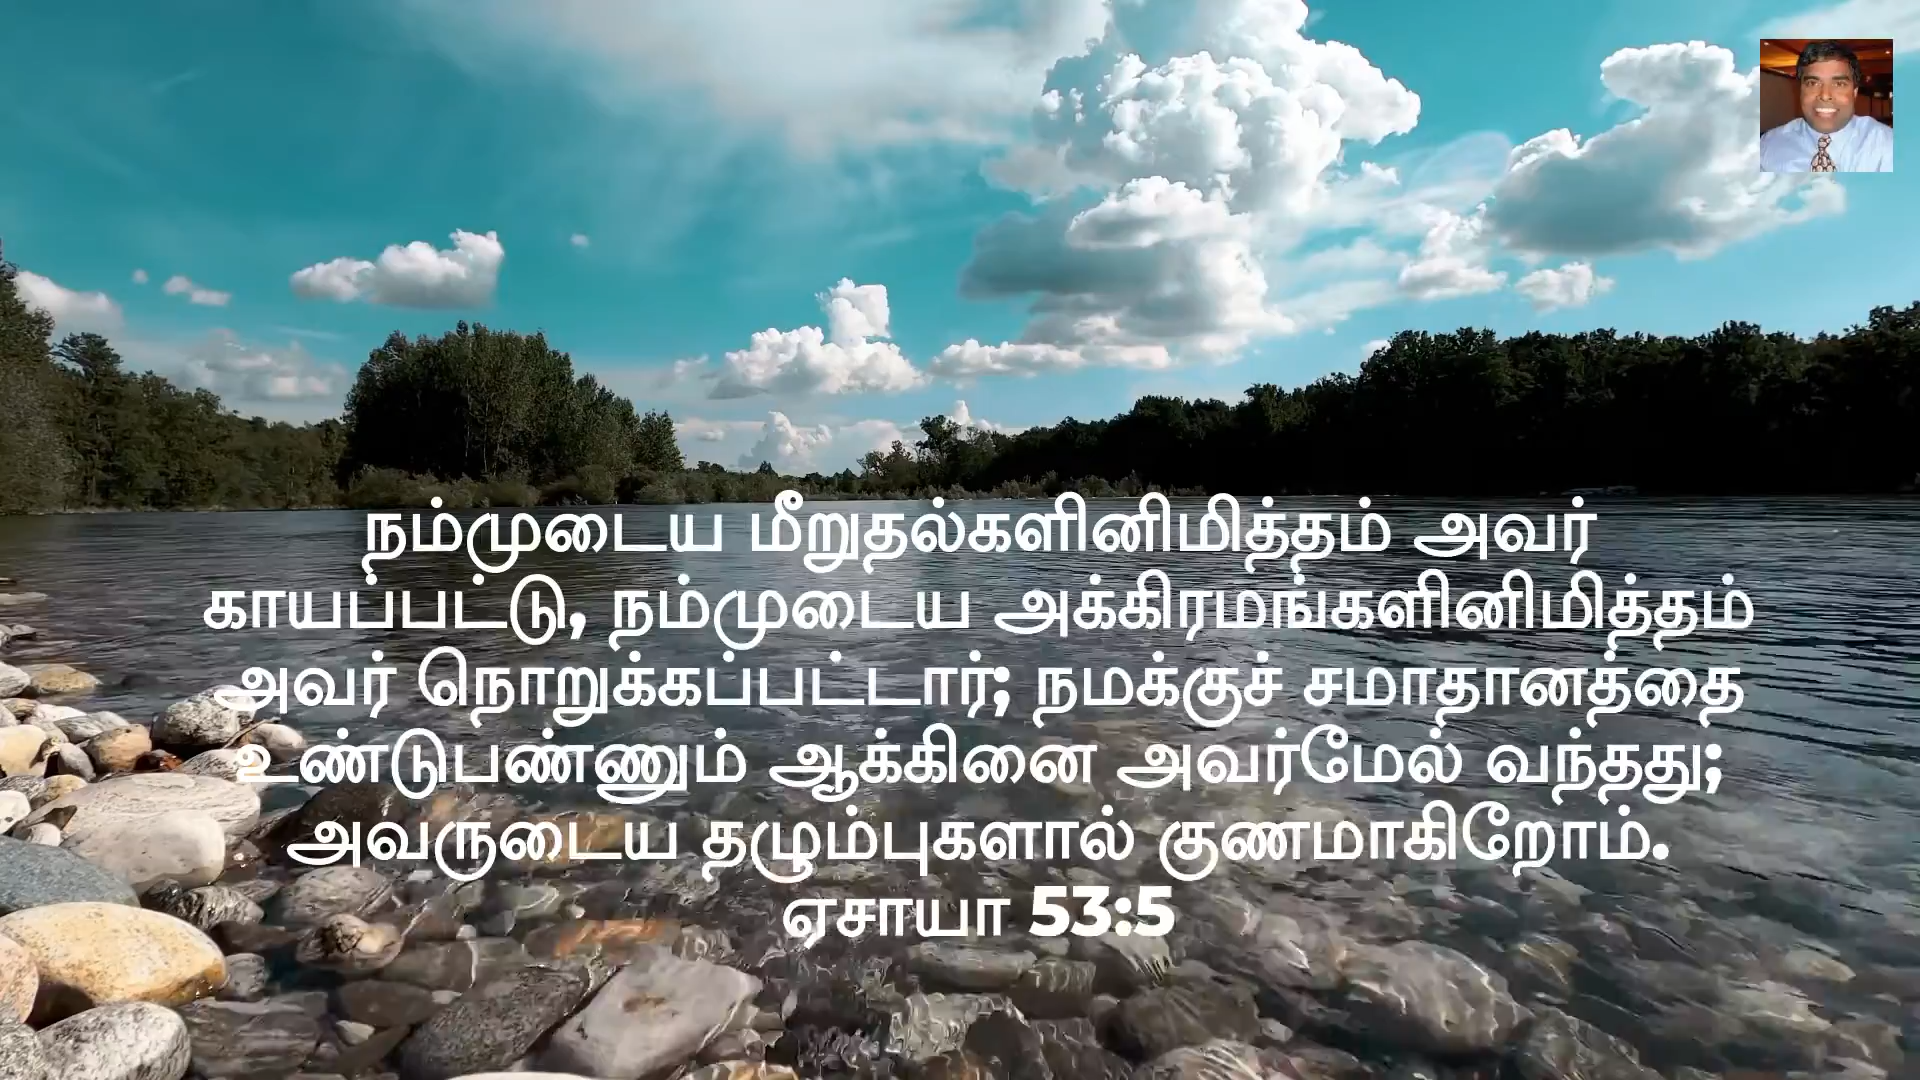 நம்முடைய மீறுதல்களினிமித்தம் அவர்
காயப்பட்டு, நம்முடைய அக்கிரமங்களினிமித்தம்
அவர் நொறுக்கப்பட்டார்; நமக்குச் சமாதானத்தை
உண்டுபண்ணும் ஆக்கினை அவர்மேல் வந்தது;
அவருடைய தழும்புகளால் குணமாகிறோம்.
ஏசாயா 53:5